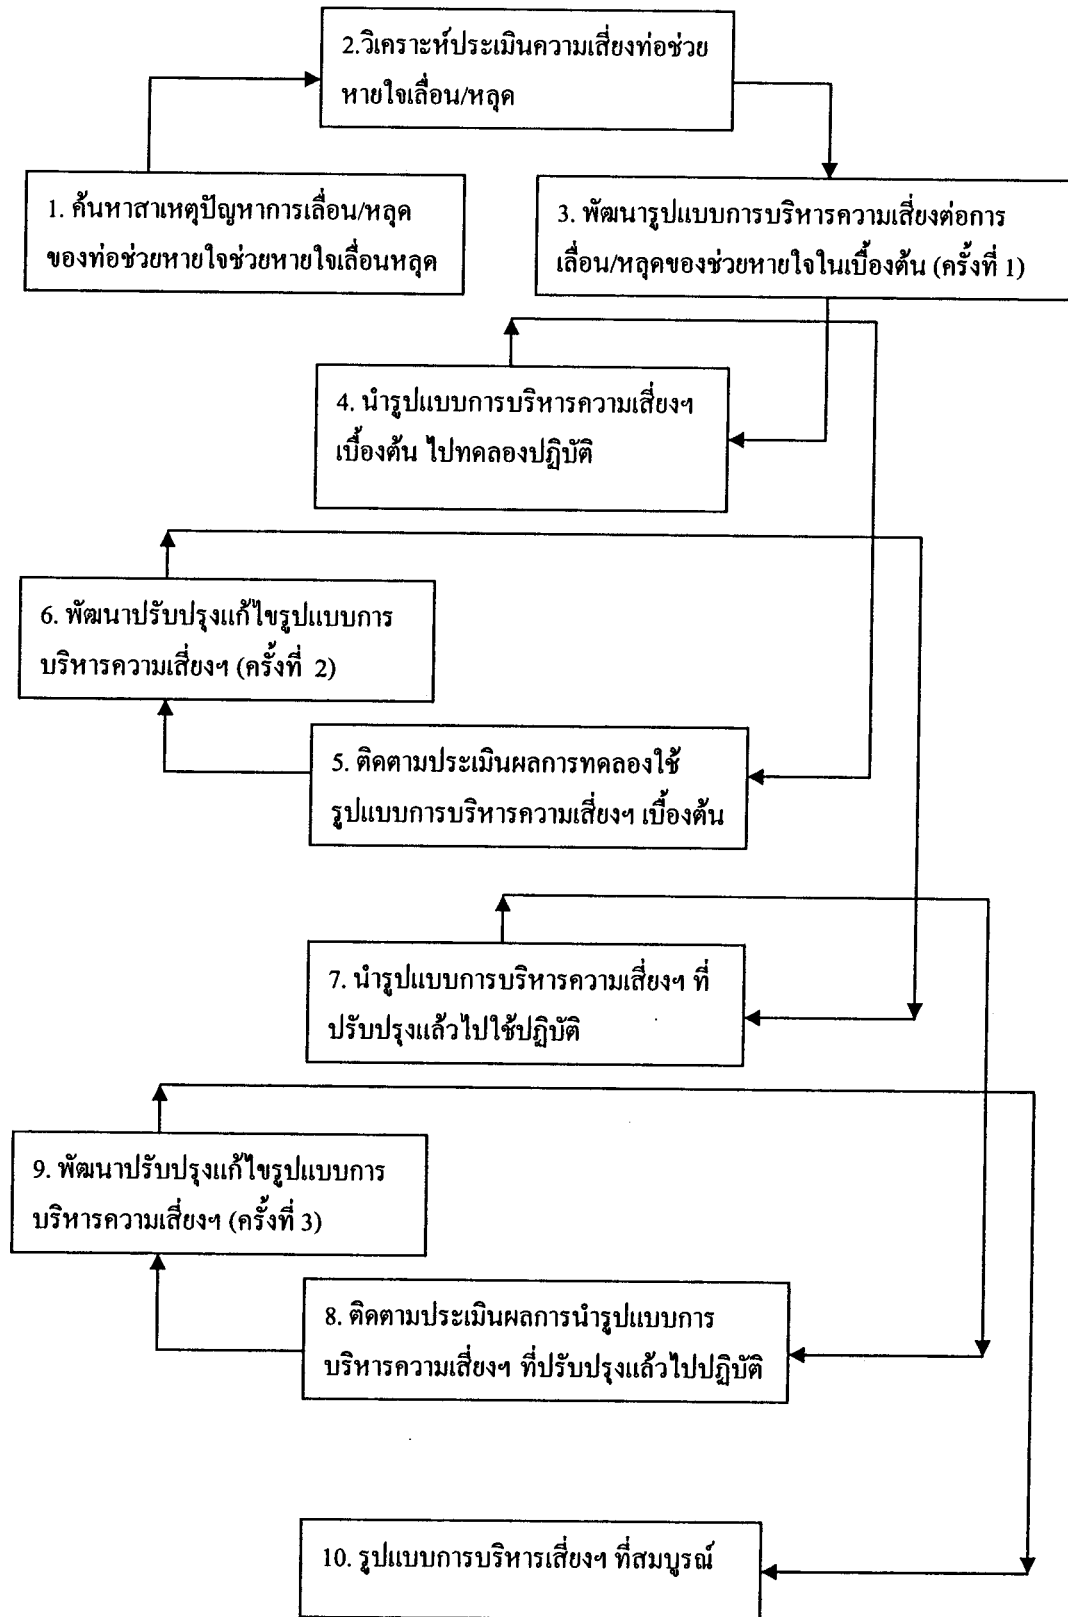 2.วิเคราะห์ประเมินความเสี่ยงท่อช่วย
หายใจเลื่อน/หลุด
1. ค้นหาสาเหตุปัญหาการเลื่อน/หลุด
ของท่อช่วยหายใจช่วยหายใจเลื่อนหลุด
3. พัฒนารูปแบบการบริหารความเสี่ยงต่อการ
เลื่อน/หลุดของช่วยหายใจในเบื้องต้น (ครั้งที่ 1)
4. นำรูปแบบการบริหารความเสี่ยงฯ
เบื้องต้น ไปทดลองปฏิบัติ
6. พัฒนาปรับปรุงแก้ไขรูปแบบการ
บริหารความเสี่ยงฯ (ครั้งที่ 2)
5. ติดตามประเมินผลการทดลองใช้
รูปแบบการบริหารความเสี่ยงฯ เบื้องต้น
7. นำรูปแบบการบริหารความเสี่ยงฯ ที่
ปรับปรุงแล้วไปใช้ปฏิบัติ
9. พัฒนาปรับปรุงแก้ไขรูปแบบการ
บริหารความเสี่ยงฯ (ครั้งที่ 3)
8. ติดตามประเมินผลการนำรูปแบบการ
บริหารความเสี่ยงฯ ที่ปรับปรุงแล้วไปปฏิบัติ
10. รูปแบบการบริหารเสี่ยงฯ ที่สมบูรณ์